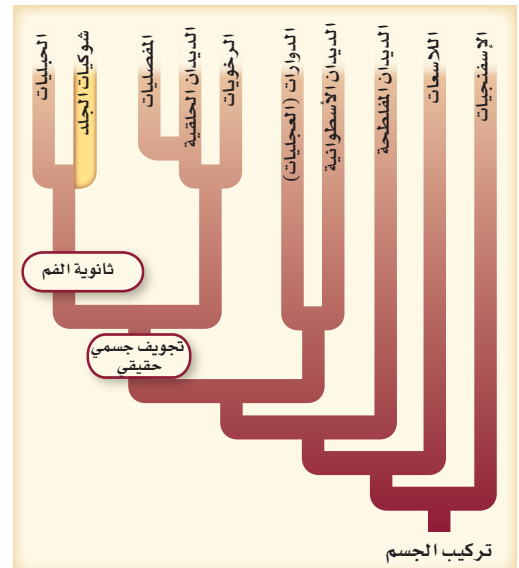 الإسفنجيات
اللاسعات
الديدان المفلطحة
الديدان الأسطوانية
الدوارات (العجليات)
الرخويات
الديدان الحلقية
المفصليات
شوكيات الجلد
الحبليات
ثانوية الفم
تجويف جسمي
حقيقي
تركيب الجسم